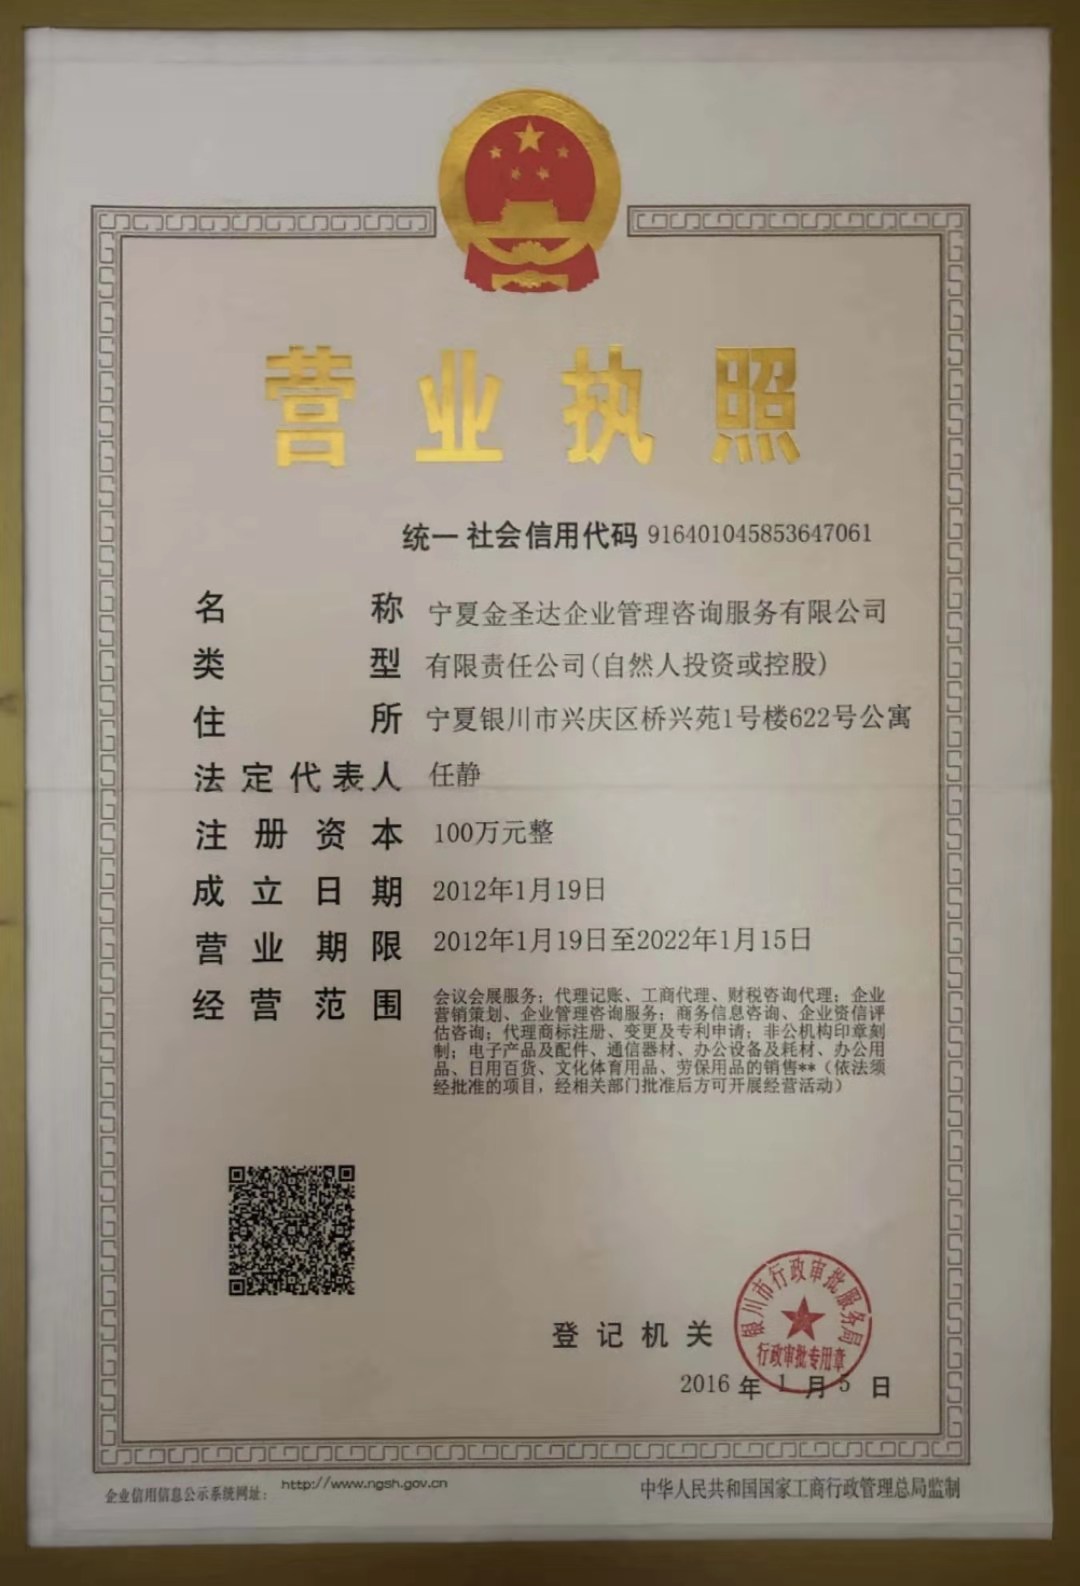 营业执照
统一社会信用代码 916401045853647061
名称 宁夏金圣达企业管理咨询服务有限公司
类型 有限责任公司(自然人投资或控股)
住所 宁夏银川市兴庆区桥兴苑1号楼622号公寓
法定代表人 任静
注册资本 100万元整
成立日期 2012年1月19日
营业期限 2012年1月19日至2022年1月15日
经营范围 会议会展服务；代理记账、工商代理、财税咨询代理；企业
营销策划、企业管理咨询服务；商务信息咨询、企业资信评
估咨询；代理商标注册、变更及专利申请；非公机构印章刻
制；电子产品及配件、通信器材、办公设备及耗材、办公用
品、日用百货、文化体育用品、劳保用品的销售**（依法须
经批准的项目，经相关部门批准后方可开展经营活动）
银川市行政审批服务局
行政审批专用章
登记机关
2016年1月5日
企业信用信息公示系统网址： http://www.ngsh.gov.cn
中华人民共和国国家工商行政管理总局监制